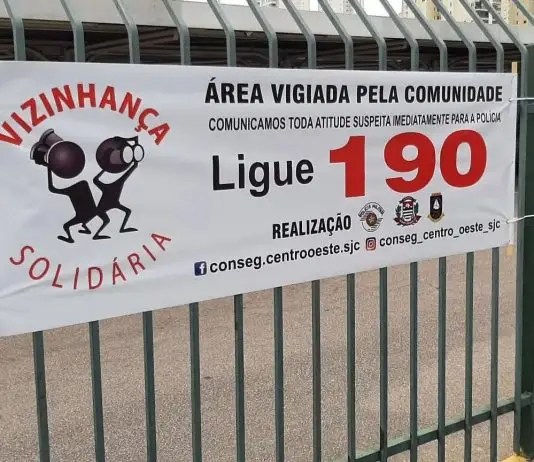 VIZINHANÇA
SOLIDÁRIA
ÁREA VIGIADA PELA COMUNIDADE
COMUNICAMOS TODA ATITUDE SUSPEITA IMEDIATAMENTE PARA A POLÍCIA
Ligue 190
REALIZAÇÃO
conseg.centrooeste.sjc conseg_centro_oeste_sjc